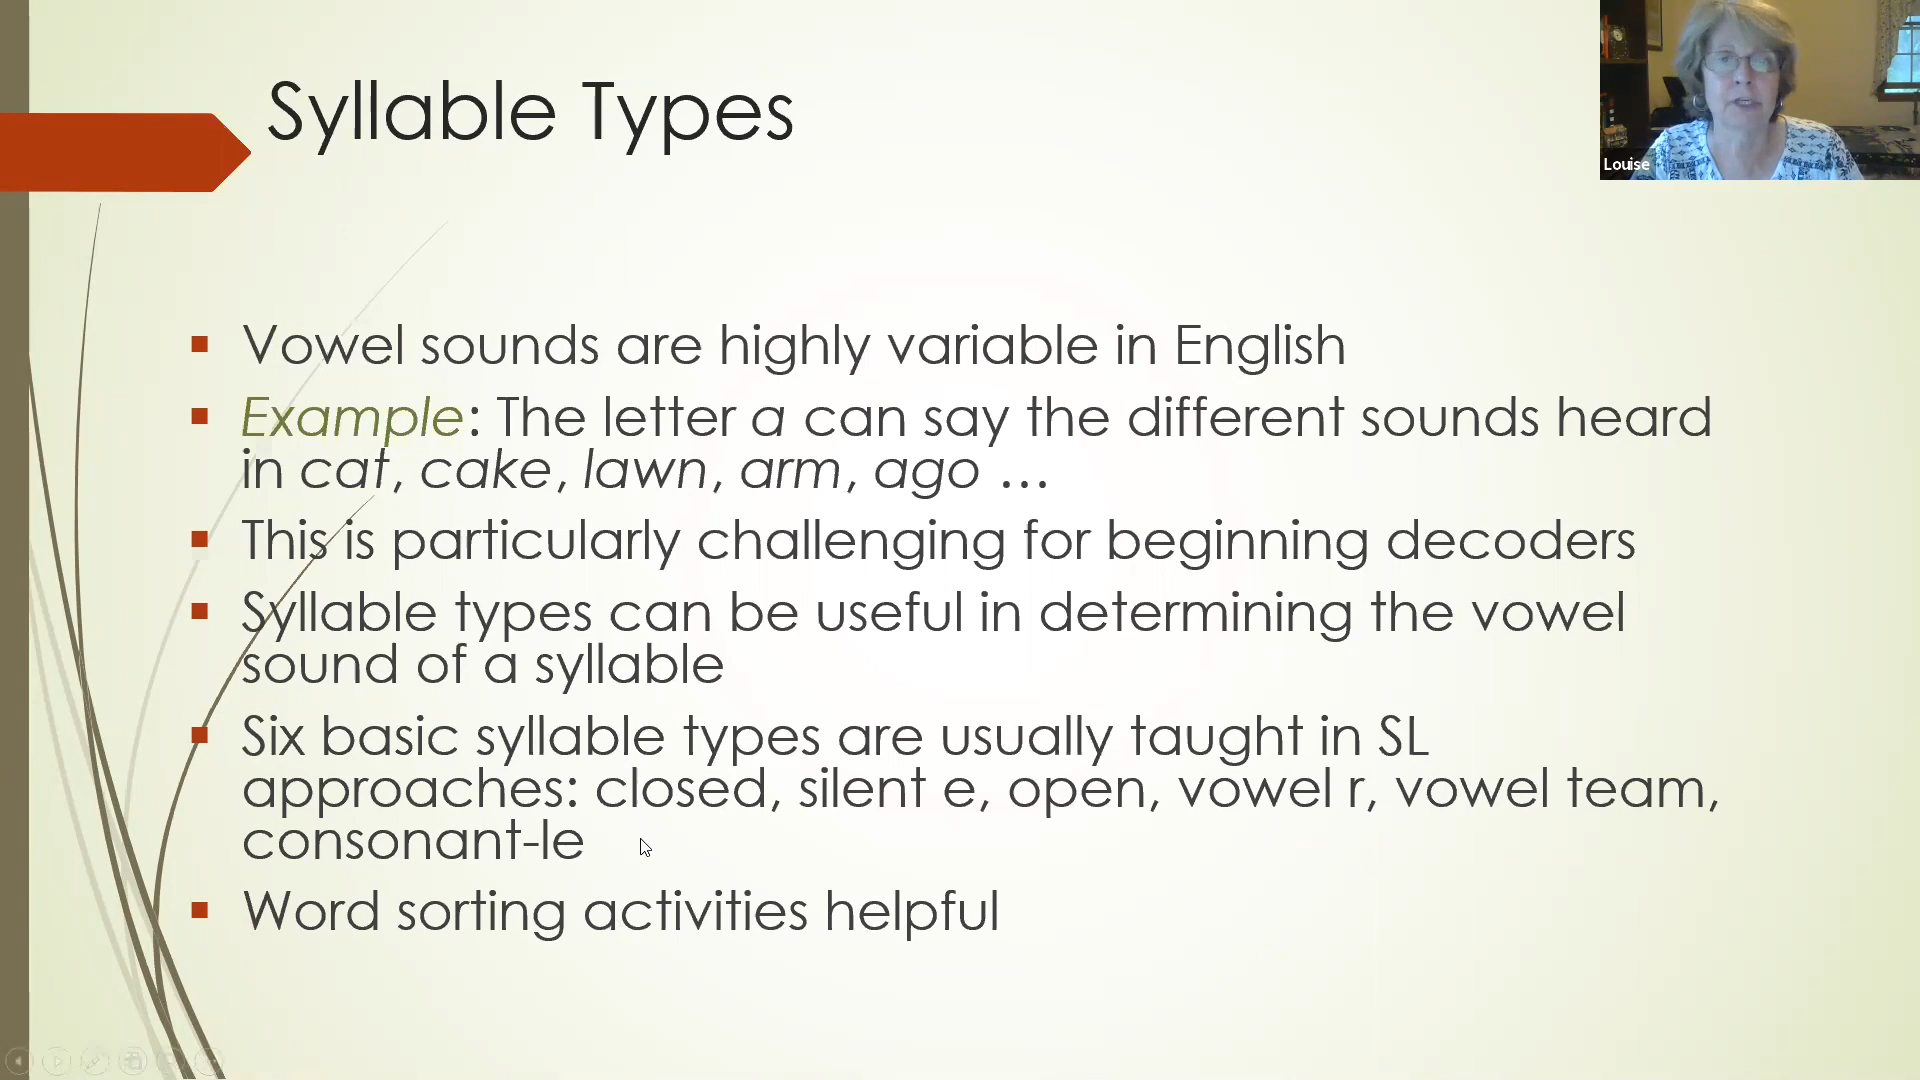 Syllable Types
Louise
Vowel sounds are highly variable in English
Example: The letter a can say the different sounds heard
in cat, cake, lawn, arm, ago …
This is particularly challenging for beginning decoders
Syllable types can be useful in determining the vowel
sound of a syllable
Six basic syllable types are usually taught in SL
approaches: closed, silent e, open, vowel r, vowel team,
consonant-le
Word sorting activities helpful